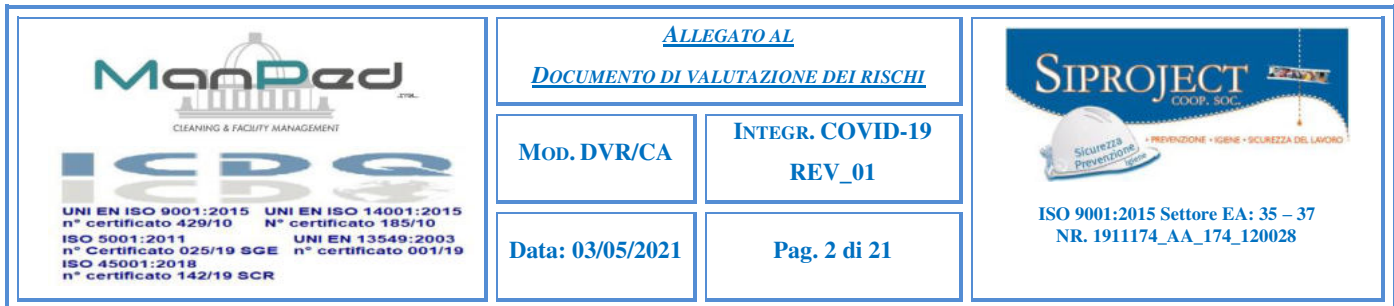 ManPed
CLEANING & FACILITY MANAGEMENT
ICDQ
UNI EN ISO 9001:2015 UNI EN ISO 14001:2015
n° certificato 429/10 N° certificato 185/10
ISO 5001:2011 UNI EN 13549:2003
n° Certificato 025/19 SGE n° certificato 001/19
ISO 45001:2018
n° certificato 142/19 SCR
ALLEGATO AL
DOCUMENTO DI VALUTAZIONE DEI RISCHI
MOD. DVR/CA
INTEGR. COVID-19
REV_01
Data: 03/05/2021
Pag. 2 di 21
SIPROJECT
COOP. SOC.
Sicurezza
Prevenzione
Igiene
• PREVENZIONE • IGIENE • SICUREZZA DEL LAVORO
ISO 9001:2015 Settore EA: 35 – 37
NR. 1911174_AA_174_120028